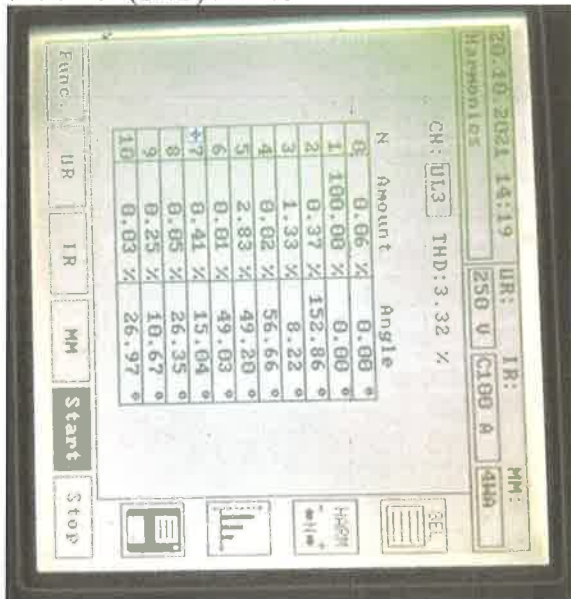 20.10.2021 14:19 UR: IR: MM:
Harmonics 250 V C100 A 4WA
CH: UL3 THD:3.32 %
N Amount Angle
0 0.06 % 0.00 °
1 100.00 % 0.00 °
2 0.37 % 152.86 °
3 1.33 % 8.22 °
4 0.02 % 56.66 °
5 2.83 % 49.20 °
6 0.01 % 49.03 °
7 0.41 % 15.04 °
8 0.05 % 26.35 °
9 0.25 % 10.67 °
10 0.03 % 26.97 °
SEL
HARM
Func. UR IR MM Start Stop